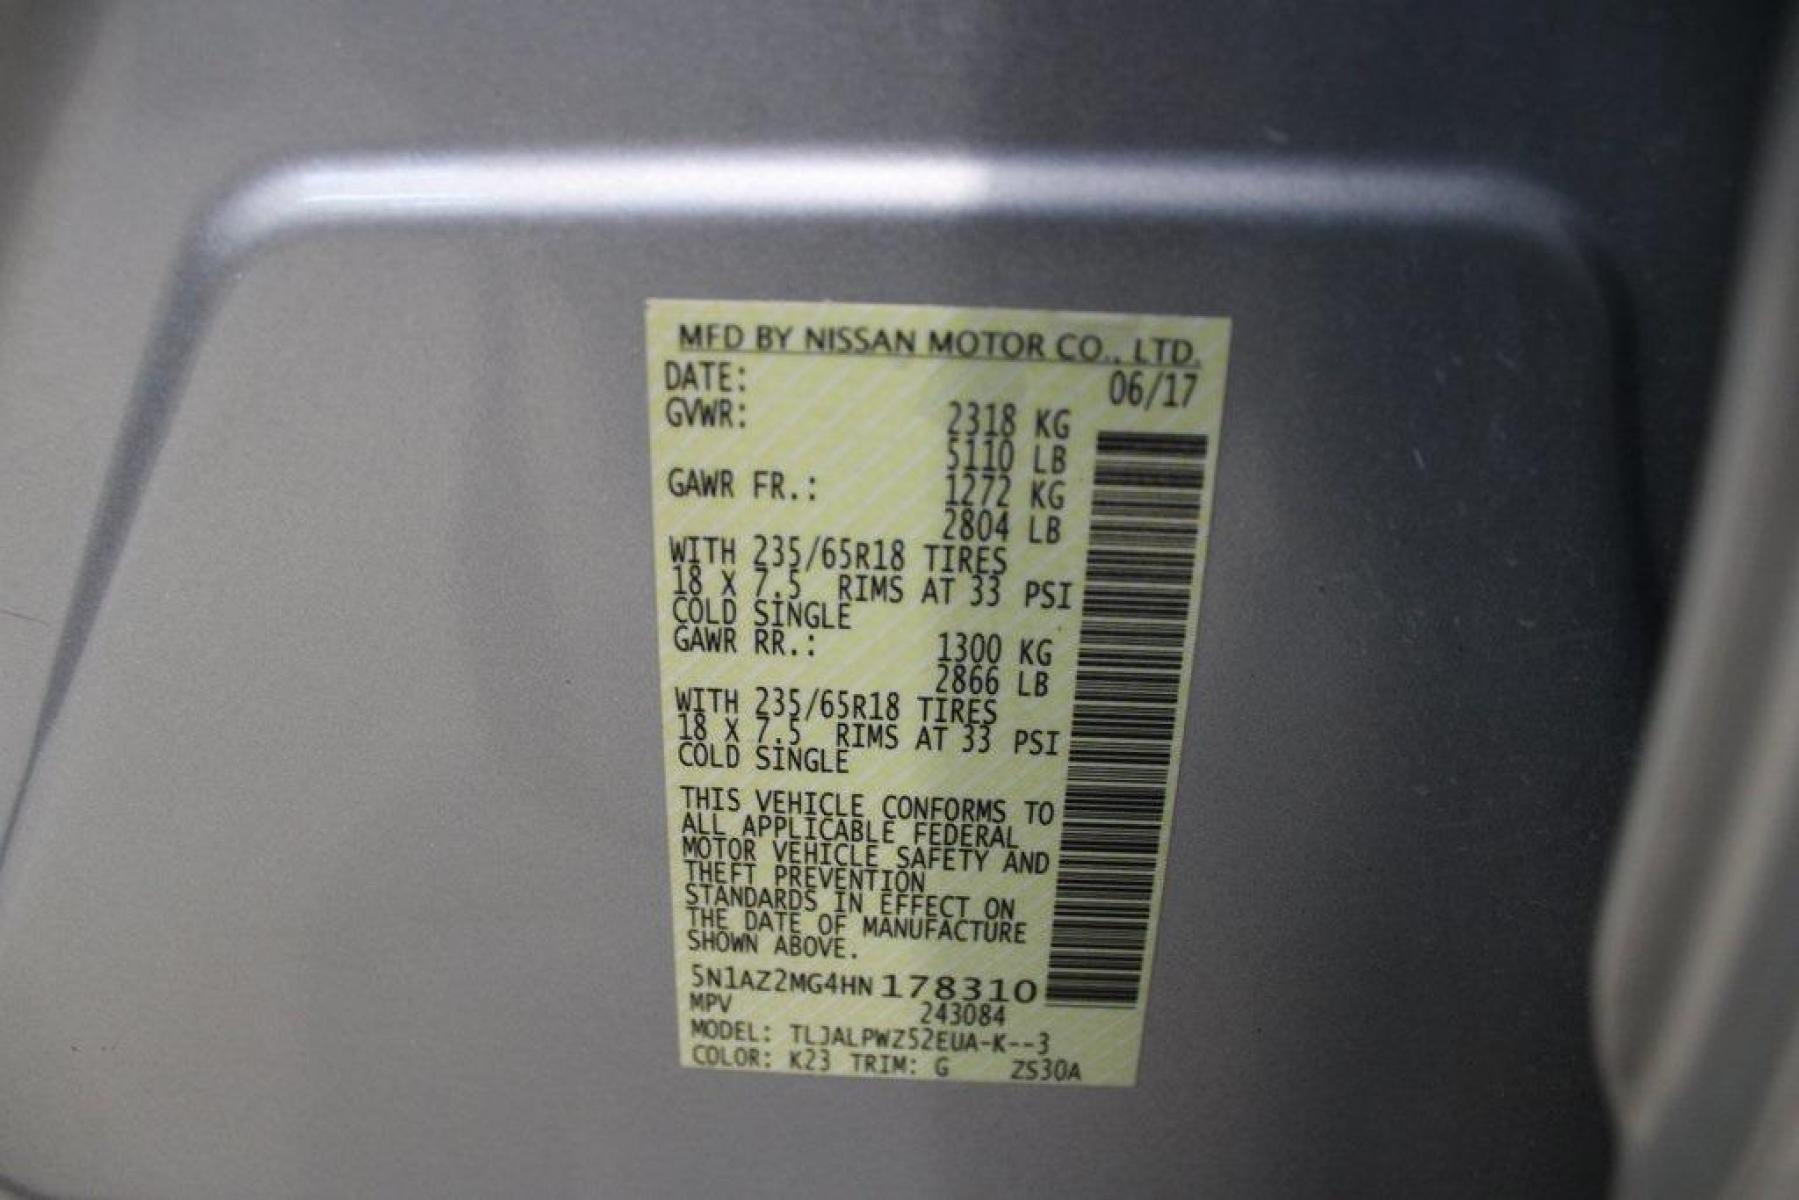 MFD BY NISSAN MOTOR CO., LTD.
DATE: 06/17
GVWR: 2318 KG
5110 LB
GAWR FR.: 1272 KG
2804 LB
WITH 235/65R18 TIRES
18 X 7.5 RIMS AT 33 PSI
COLD SINGLE
GAWR RR.: 1300 KG
2866 LB
WITH 235/65R18 TIRES
18 X 7.5 RIMS AT 33 PSI
COLD SINGLE
THIS VEHICLE CONFORMS TO
ALL APPLICABLE FEDERAL
MOTOR VEHICLE SAFETY AND
THEFT PREVENTION
STANDARDS IN EFFECT ON
THE DATE OF MANUFACTURE
SHOWN ABOVE.
5N1AZ2MG4HN178310
MPV 243084
MODEL: TLJALPWZ52EUA-K--3
COLOR: K23 TRIM: G ZS30A